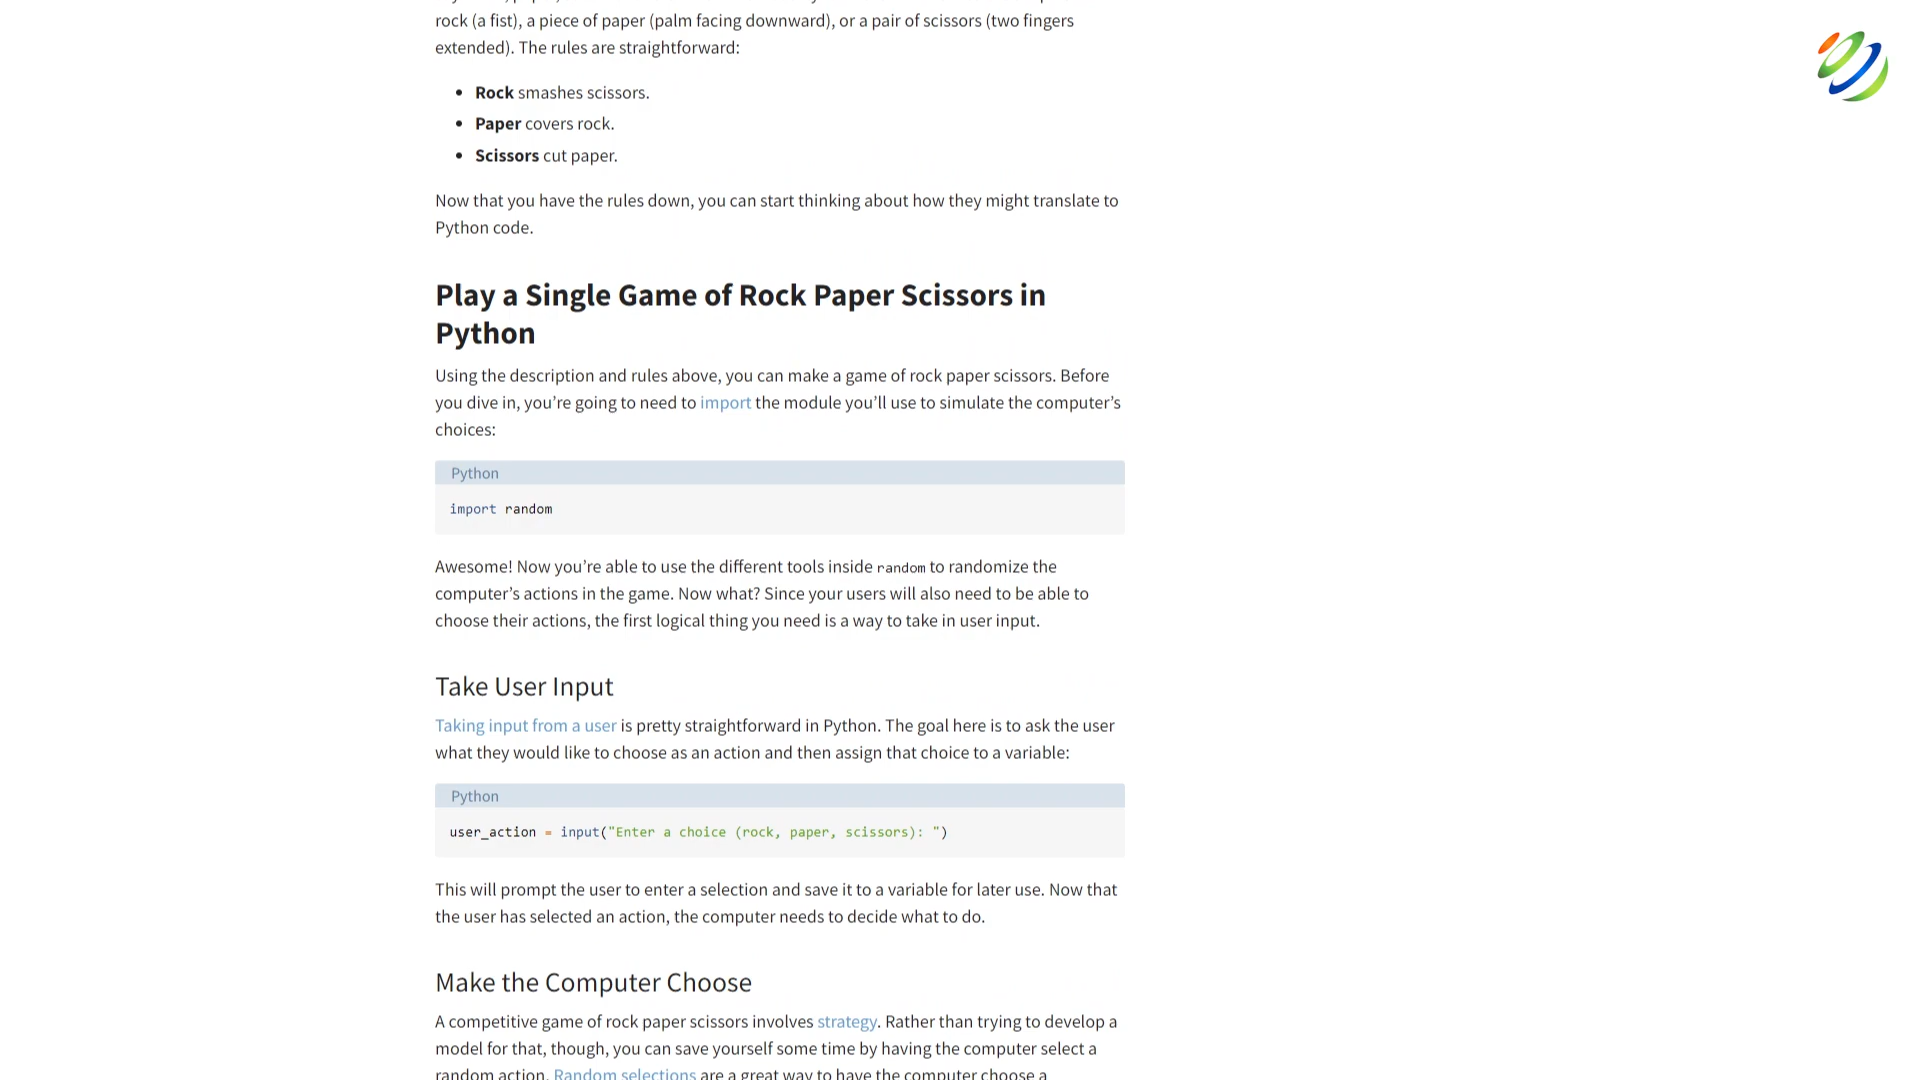 rock (a fist), a piece of paper (palm facing downward), or a pair of scissors (two fingers
extended). The rules are straightforward:
• Rock smashes scissors.
• Paper covers rock.
• Scissors cut paper.
Now that you have the rules down, you can start thinking about how they might translate to
Python code.
Play a Single Game of Rock Paper Scissors in
Python
Using the description and rules above, you can make a game of rock paper scissors. Before
you dive in, you’re going to need to import the module you’ll use to simulate the computer’s
choices:
Python
import random
Awesome! Now you’re able to use the different tools inside random to randomize the
computer’s actions in the game. Now what? Since your users will also need to be able to
choose their actions, the first logical thing you need is a way to take in user input.
Take User Input
Taking input from a user is pretty straightforward in Python. The goal here is to ask the user
what they would like to choose as an action and then assign that choice to a variable:
Python
user_action = input("Enter a choice (rock, paper, scissors): ")
This will prompt the user to enter a selection and save it to a variable for later use. Now that
the user has selected an action, the computer needs to decide what to do.
Make the Computer Choose
A competitive game of rock paper scissors involves strategy. Rather than trying to develop a
model for that, though, you can save yourself some time by having the computer select a
random action. Random selections are a great way to have the computer choose a